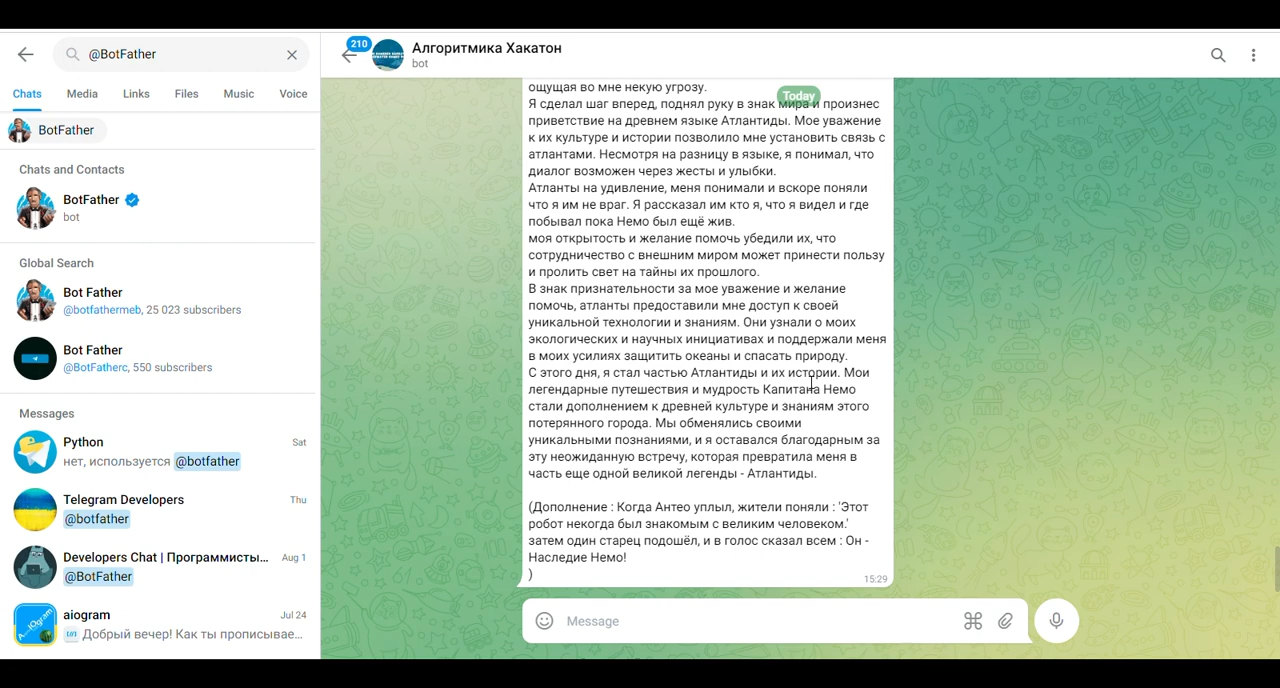 @BotFather
Chats Media Links Files Music Voice
BotFather
Chats and Contacts
BotFather
bot
Global Search
Bot Father
@botfathermeb, 25 023 subscribers
Bot Father
@BotFatherc, 550 subscribers
Messages
Python Sat
нет, используется @botfather
Telegram Developers Thu
@botfather
Developers Chat | Программисты... Aug 1
@BotFather
aiogram Jul 24
Добрый вечер! Как ты прописывае...
210
Алгоритмика Хакатон
bot
Today
ощущая во мне некую угрозу.
Я сделал шаг вперед, поднял руку в знак мира и произнес
приветствие на древнем языке Атлантиды. Мое уважение
к их культуре и истории позволило мне установить связь с
атлантами. Несмотря на разницу в языке, я понимал, что
диалог возможен через жесты и улыбки.
Атланты на удивление, меня понимали и вскоре поняли
что я им не враг. Я рассказал им кто я, что я видел и где
побывал пока Немо был ещё жив.
моя открытость и желание помочь убедили их, что
сотрудничество с внешним миром может принести пользу
и пролить свет на тайны их прошлого.
В знак признательности за мое уважение и желание
помочь, атланты предоставили мне доступ к своей
уникальной технологии и знаниям. Они узнали о моих
экологических и научных инициативах и поддержали меня
в моих усилиях защитить океаны и спасать природу.
С этого дня, я стал частью Атлантиды и их истории. Мои
легендарные путешествия и мудрость Капитана Немо
стали дополнением к древней культуре и знаниям этого
потерянного города. Мы обменялись своими
уникальными познаниями, и я оставался благодарным за
эту неожиданную встречу, которая превратила меня в
часть еще одной великой легенды - Атлантиды.
(Дополнение : Когда Антео уплыл, жители поняли : 'Этот
робот некогда был знакомым с великим человеком.'
затем один старец подошёл, и в голос сказал всем : Он -
Наследие Немо!
)
15:29
Message